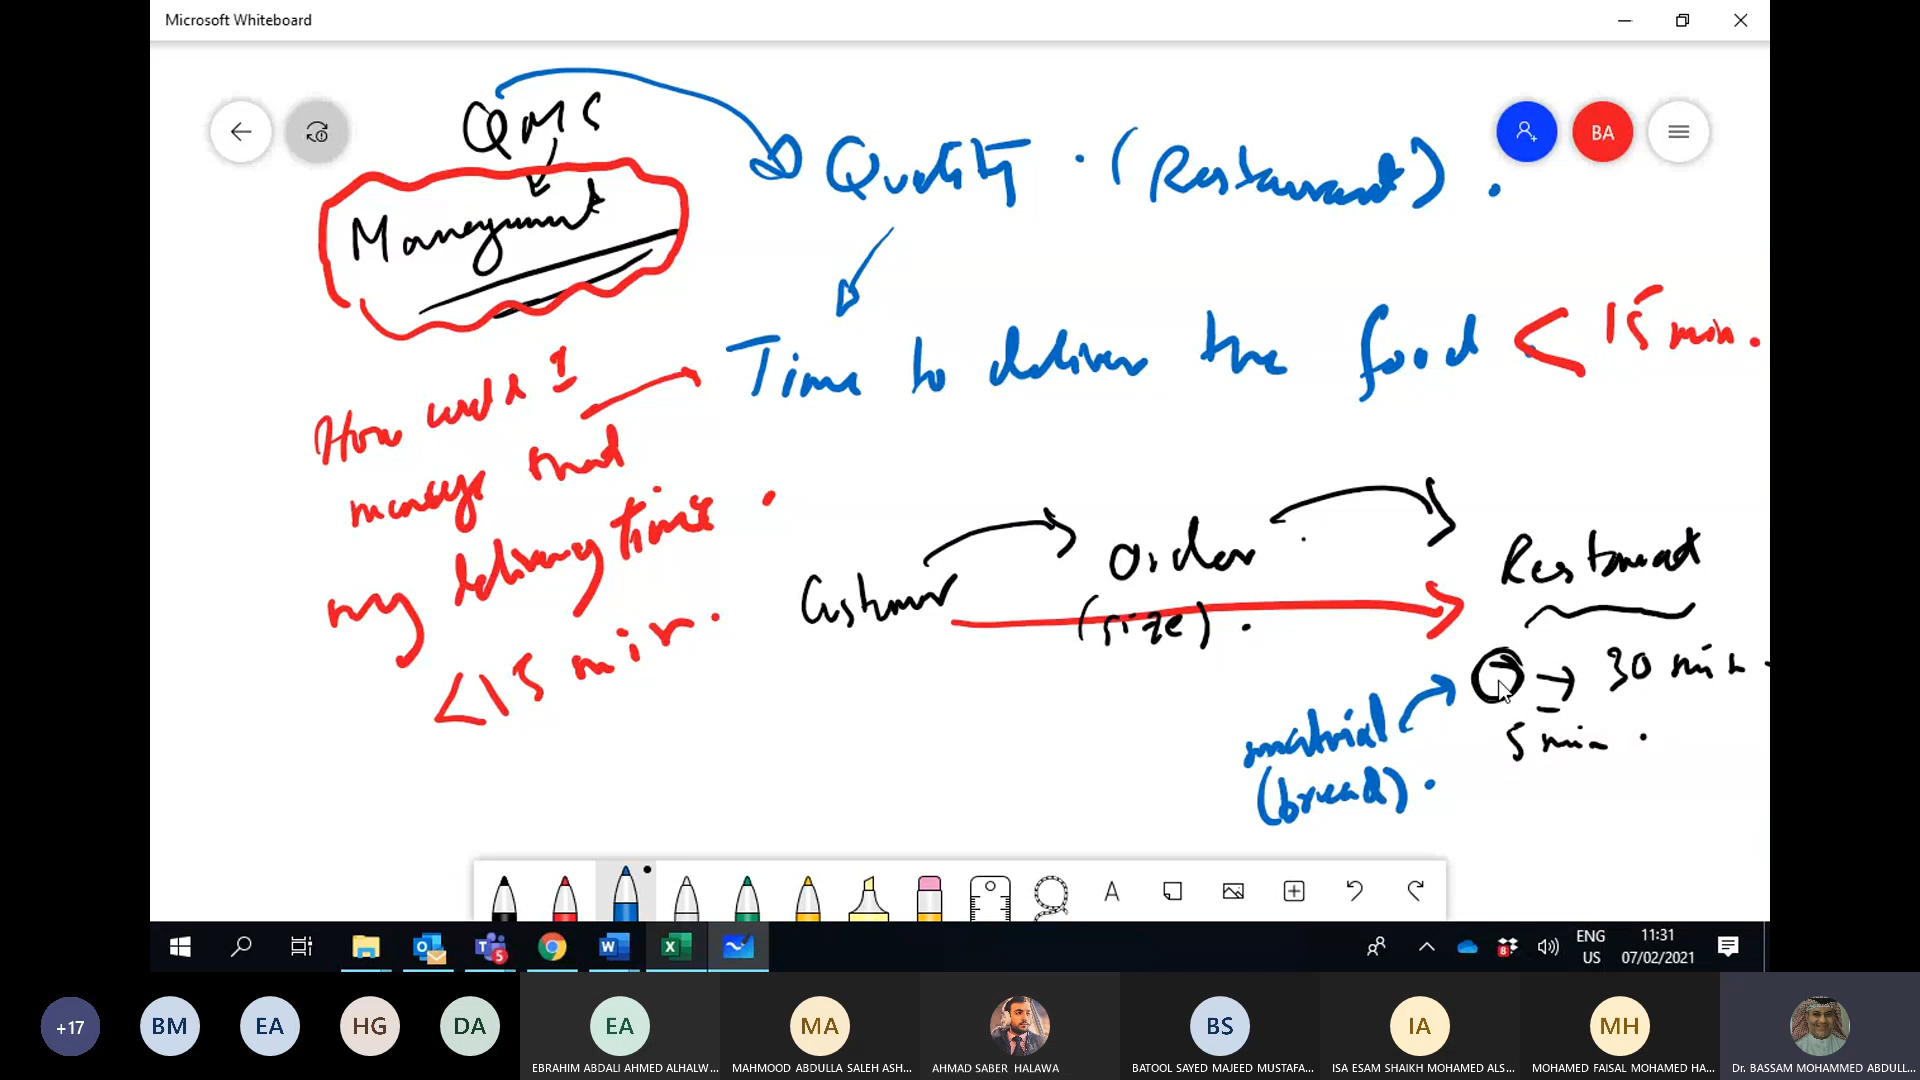 Microsoft Whiteboard
QMS
Management
Quality . (Restaurant) .
BA
Time to deliver the food < 15 min.
How I
manage that
my delivery time .
<15 min.
Customer
Order
(size) .
Restaurant
→ 30 min .
5 min .
material
(bread) .
A
5
8
ENG
US
11:31
07/02/2021
+17
BM
EA
HG
DA
EA
MA
BS
IA
MH
EBRAHIM ABDALI AHMED ALHALW...
MAHMOOD ABDULLA SALEH ASH...
AHMAD SABER HALAWA
BATOOL SAYED MAJEED MUSTAFA...
ISA ESAM SHAIKH MOHAMED ALS...
MOHAMED FAISAL MOHAMED HA...
Dr. BASSAM MOHAMMED ABDULL...